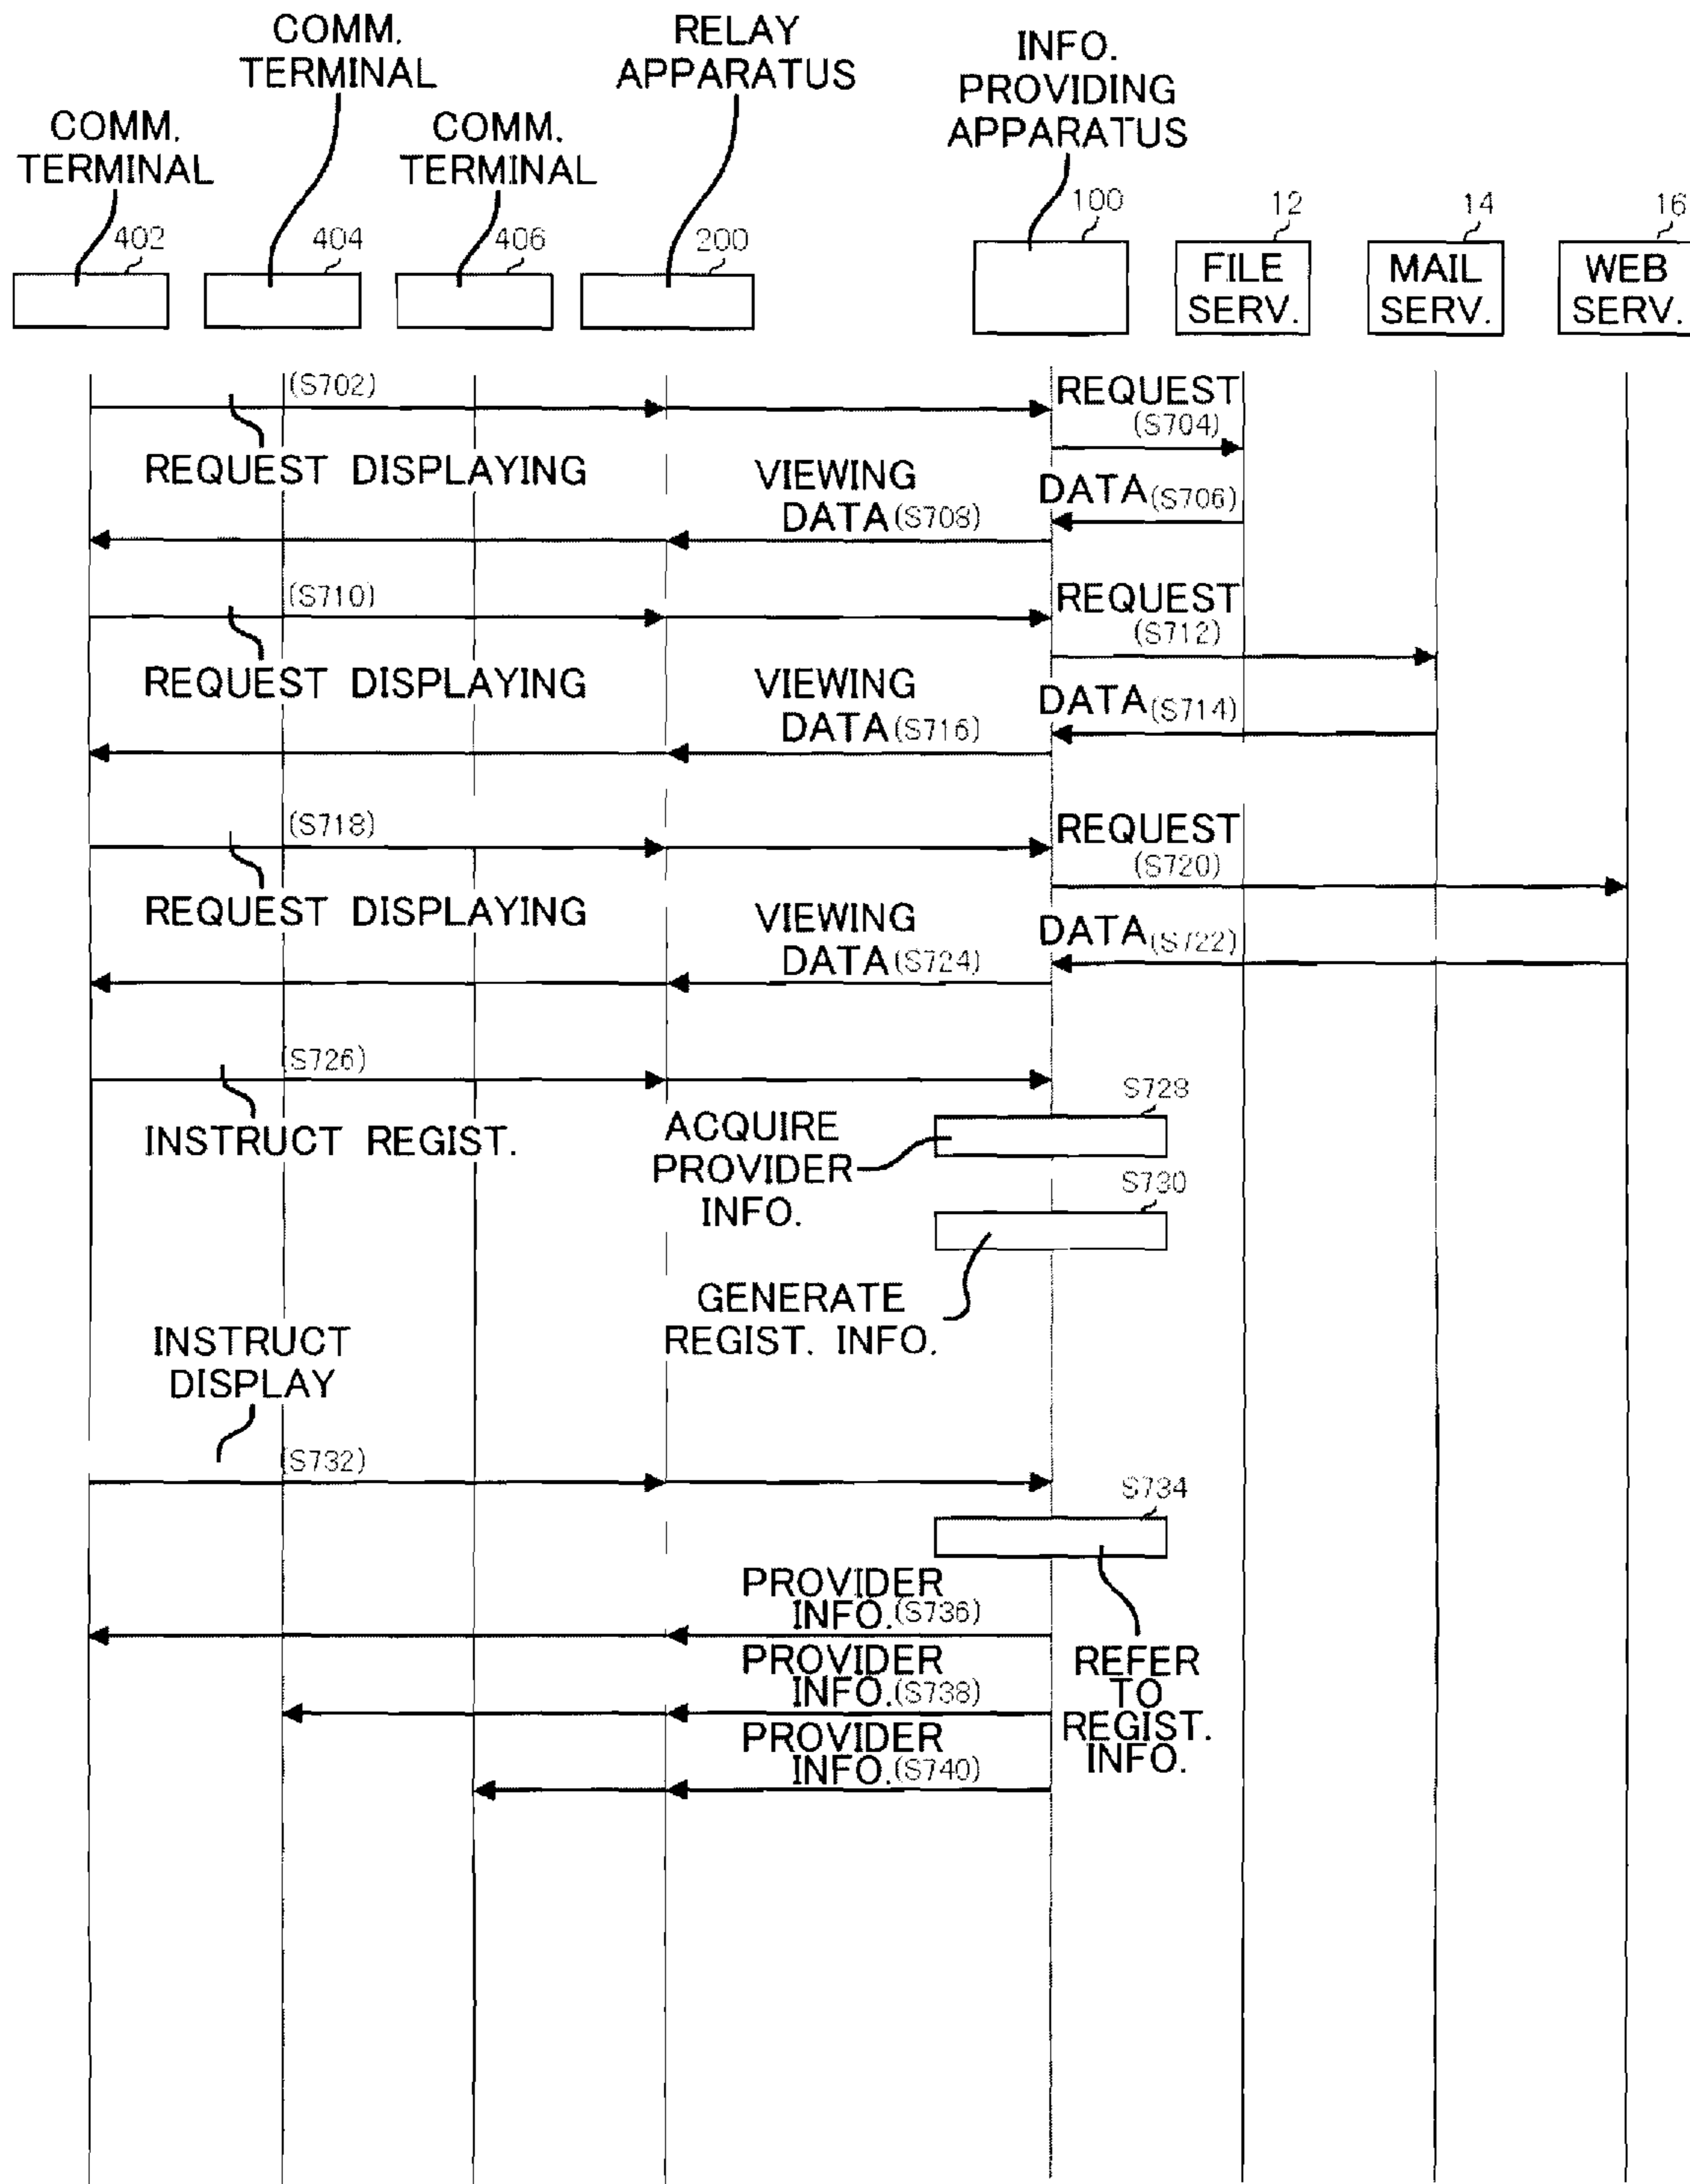 COMM.
TERMINAL
RELAY
APPARATUS
INFO.
PROVIDING
APPARATUS
COMM.
TERMINAL
COMM.
TERMINAL
402
404
406
200
100
12
14
16
FILE
SERV.
MAIL
SERV.
WEB
SERV.
(S702)
REQUEST
(S704)
REQUEST DISPLAYING
VIEWING
DATA(S708)
DATA(S706)
(S710)
REQUEST
(S712)
REQUEST DISPLAYING
VIEWING
DATA(S716)
DATA(S714)
(S718)
REQUEST
(S720)
REQUEST DISPLAYING
VIEWING
DATA(S724)
DATA(S722)
(S726)
INSTRUCT REGIST.
S728
ACQUIRE
PROVIDER
INFO.
S730
GENERATE
REGIST. INFO.
INSTRUCT
DISPLAY
(S732)
S734
PROVIDER
INFO.(S736)
PROVIDER
INFO.(S738)
PROVIDER
INFO.(S740)
REFER
TO
REGIST.
INFO.